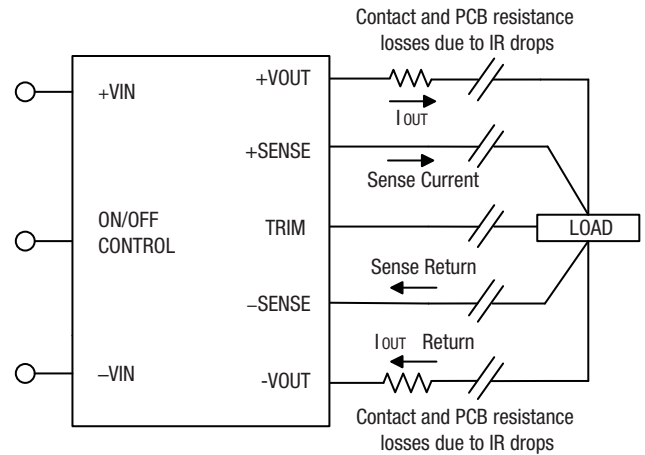 Contact and PCB resistance
losses due to IR drops
+VOUT
+VIN
IOUT
+SENSE
Sense Current
ON/OFF
CONTROL
TRIM
LOAD
Sense Return
−SENSE
IOUT Return
−VIN
-VOUT
Contact and PCB resistance
losses due to IR drops